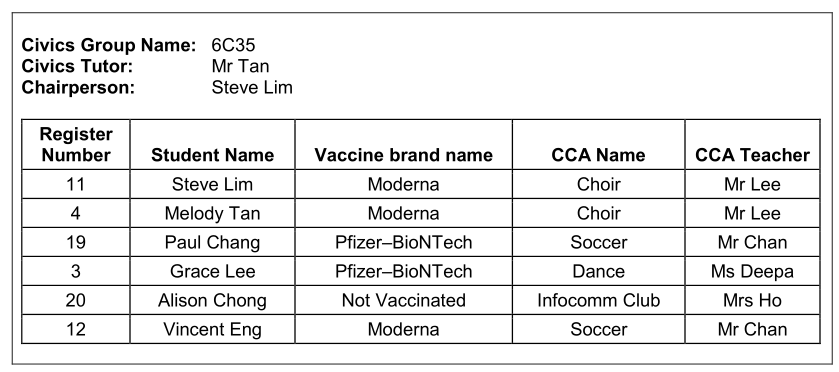 Civics Group Name: 6C35
Civics Tutor: Mr Tan
Chairperson: Steve Lim
Register Number Student Name Vaccine brand name CCA Name CCA Teacher
11 Steve Lim Moderna Choir Mr Lee
4 Melody Tan Moderna Choir Mr Lee
19 Paul Chang Pfizer–BioNTech Soccer Mr Chan
3 Grace Lee Pfizer–BioNTech Dance Ms Deepa
20 Alison Chong Not Vaccinated Infocomm Club Mrs Ho
12 Vincent Eng Moderna Soccer Mr Chan